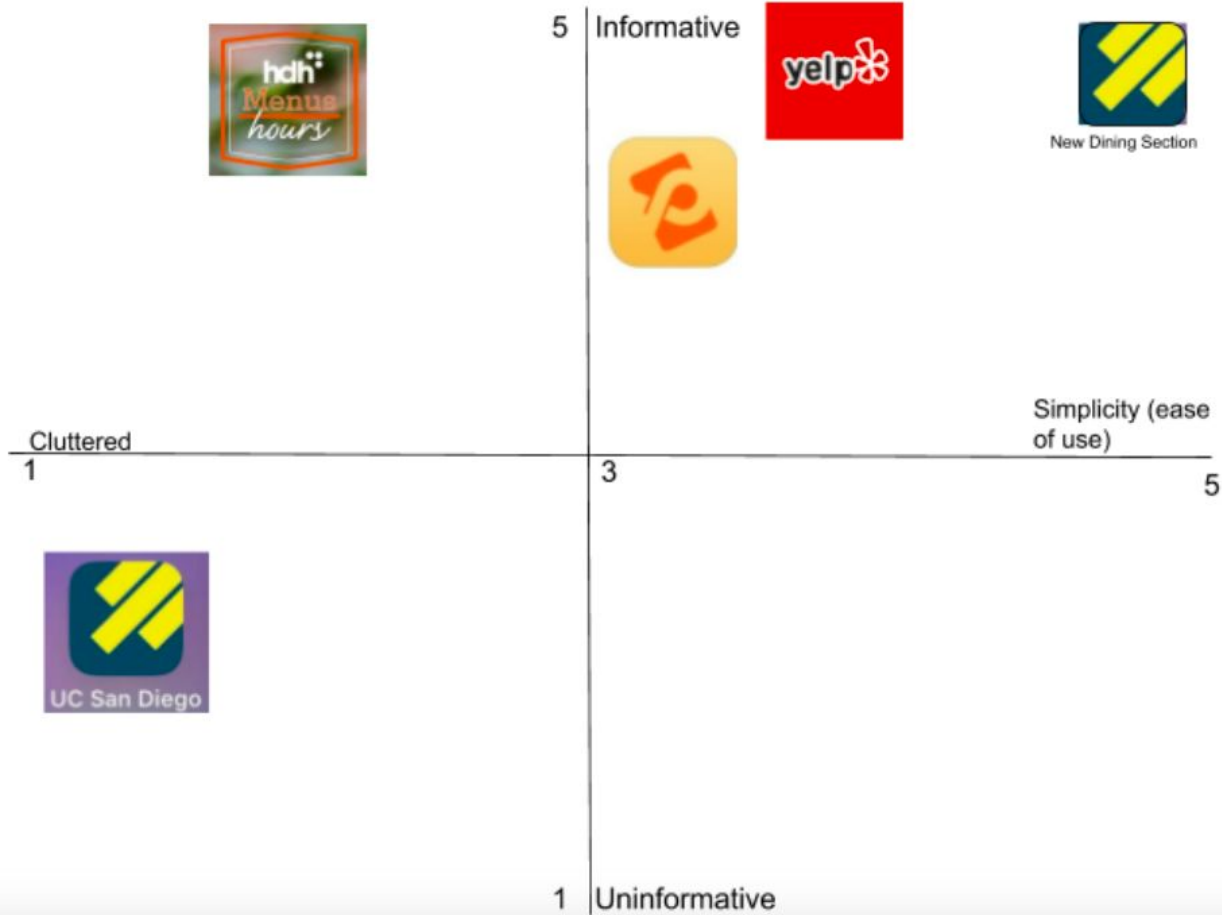 5
Informative
hdh
Menus
hours
yelp
New Dining Section
Simplicity (ease
of use)
Cluttered
1
3
5
UC San Diego
1
Uninformative